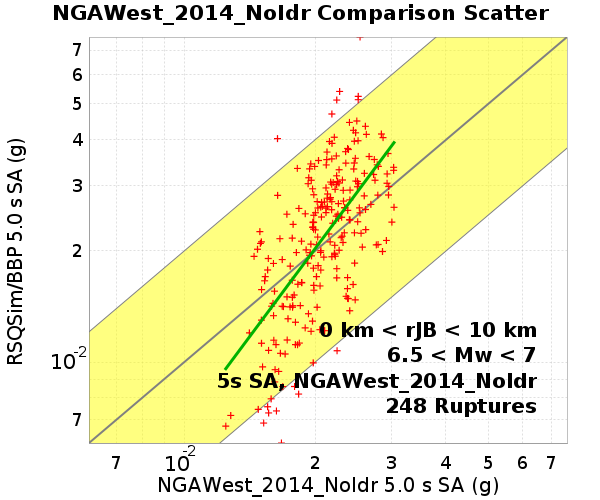 NGAWest_2014_NoIdr Comparison Scatter
7
6
5
4
3
2
10-2
7
RSQSim/BBP 5.0 s SA (g)
0 km < rJB < 10 km
6.5 < Mw < 7
5s SA, NGAWest_2014_NoIdr
248 Ruptures
7 10-2 2 3 4 5 6 7
NGAWest_2014_NoIdr 5.0 s SA (g)